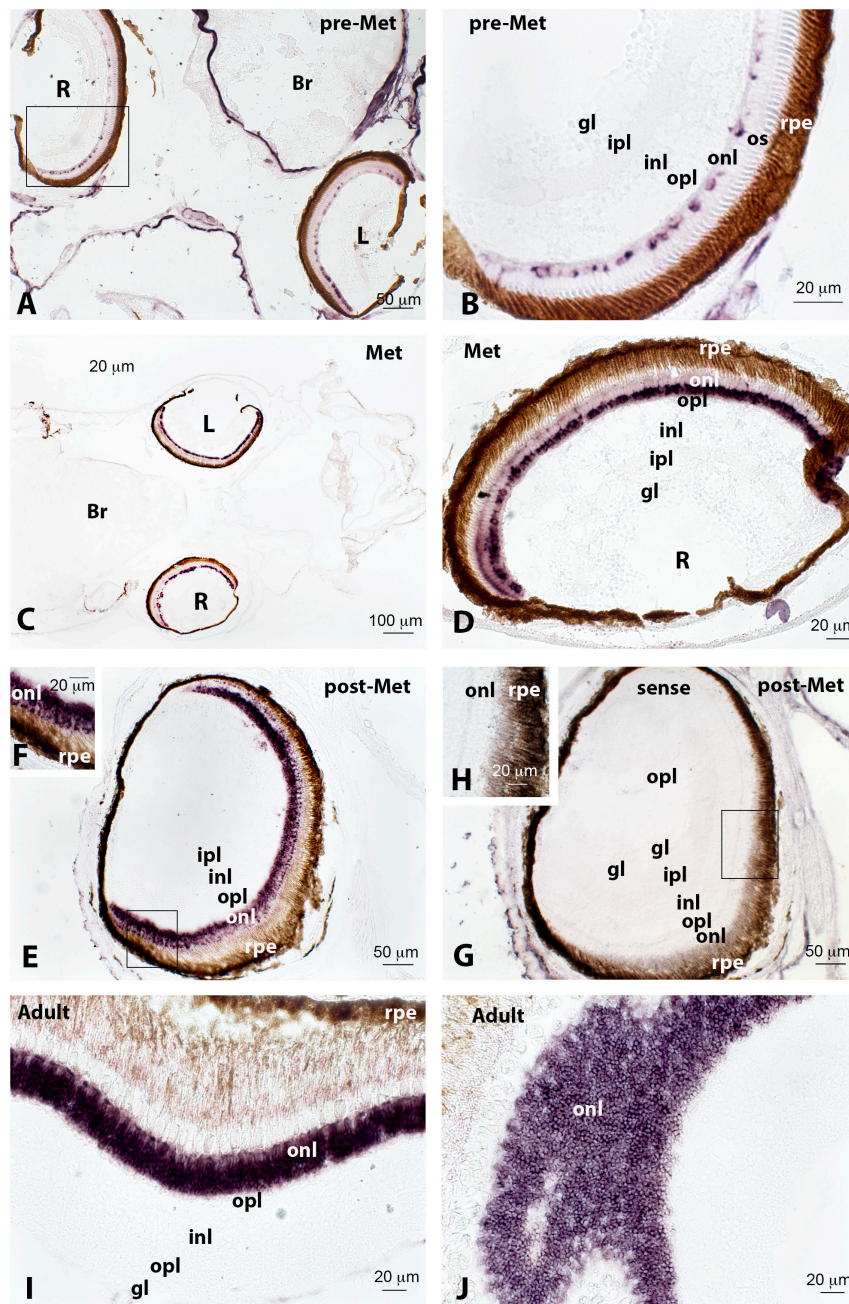 pre-Met
R
Br
L
A
50 μm
pre-Met
gl
ipl
inl
opl
onl
os
rpe
B
20 μm
Met
20 μm
L
Br
R
C
100 μm
Met
rpe
onl
opl
inl
ipl
gl
R
D
20 μm
post-Met
onl
20 μm
F
rpe
ipl
inl
opl
onl
rpe
E
50 μm
onl
rpe
H
20 μm
sense
post-Met
opl
gl
gl
ipl
inl
opl
onl
rpe
G
50 μm
Adult
rpe
onl
opl
inl
opl
gl
I
20 μm
Adult
onl
J
20 μm